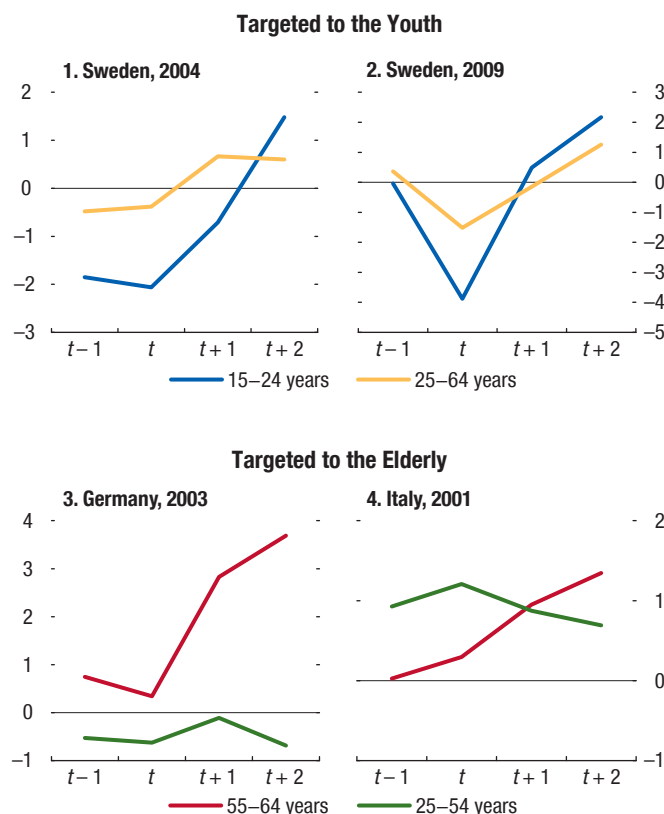 Targeted to the Youth
1. Sweden, 2004
2. Sweden, 2009
2
1
0
–1
–2
–3
3
2
1
0
–1
–2
–3
–4
–5
t – 1 t t + 1 t + 2
t – 1 t t + 1 t + 2
15–24 years 25–64 years
Targeted to the Elderly
3. Germany, 2003
4. Italy, 2001
4
3
2
1
0
–1
2
1
0
–1
t – 1 t t + 1 t + 2
t – 1 t t + 1 t + 2
55–64 years 25–54 years